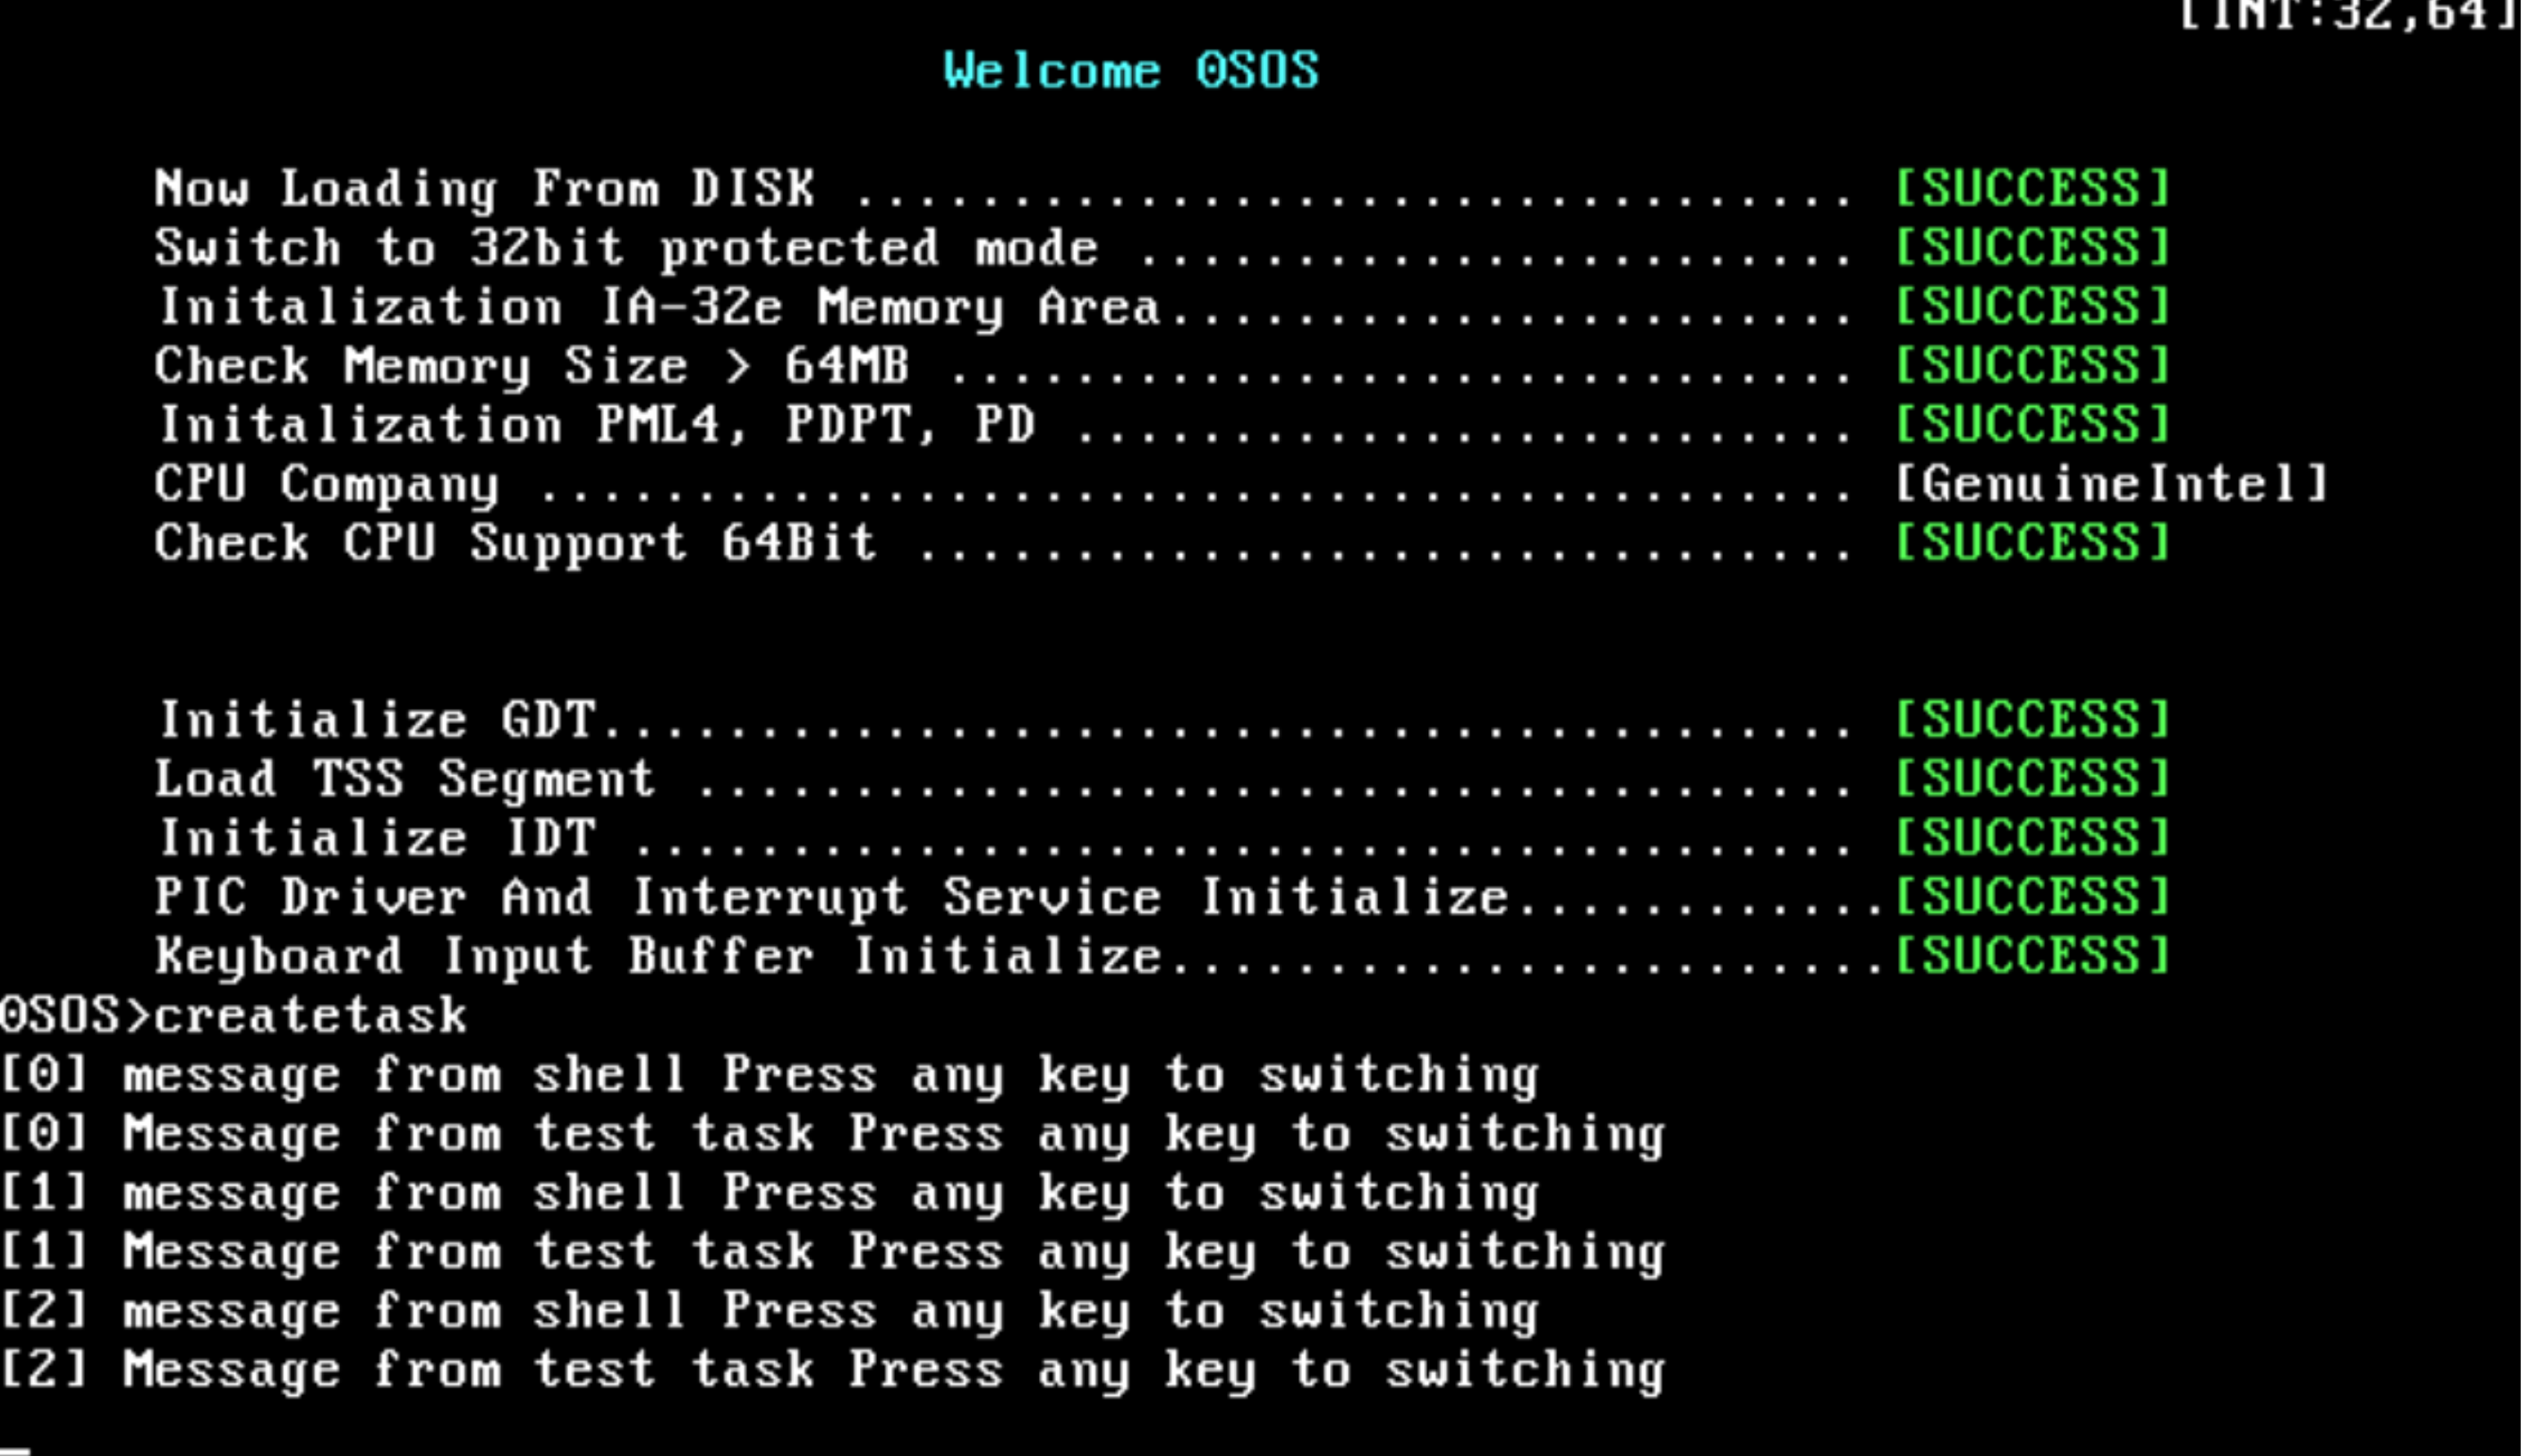 [INT:32,64]
Welcome 0SOS
Now Loading From DISK ................................ [SUCCESS]
Switch to 32bit protected mode ....................... [SUCCESS]
Initalization IA-32e Memory Area...................... [SUCCESS]
Check Memory Size > 64MB ............................. [SUCCESS]
Initalization PML4, PDPT, PD ......................... [SUCCESS]
CPU Company .......................................... [GenuineIntel]
Check CPU Support 64Bit .............................. [SUCCESS]
Initialize GDT........................................ [SUCCESS]
Load TSS Segment ..................................... [SUCCESS]
Initialize IDT ....................................... [SUCCESS]
PIC Driver And Interrupt Service Initialize............[SUCCESS]
Keyboard Input Buffer Initialize.......................[SUCCESS]
0SOS>createtask
[0] message from shell Press any key to switching
[0] Message from test task Press any key to switching
[1] message from shell Press any key to switching
[1] Message from test task Press any key to switching
[2] message from shell Press any key to switching
[2] Message from test task Press any key to switching